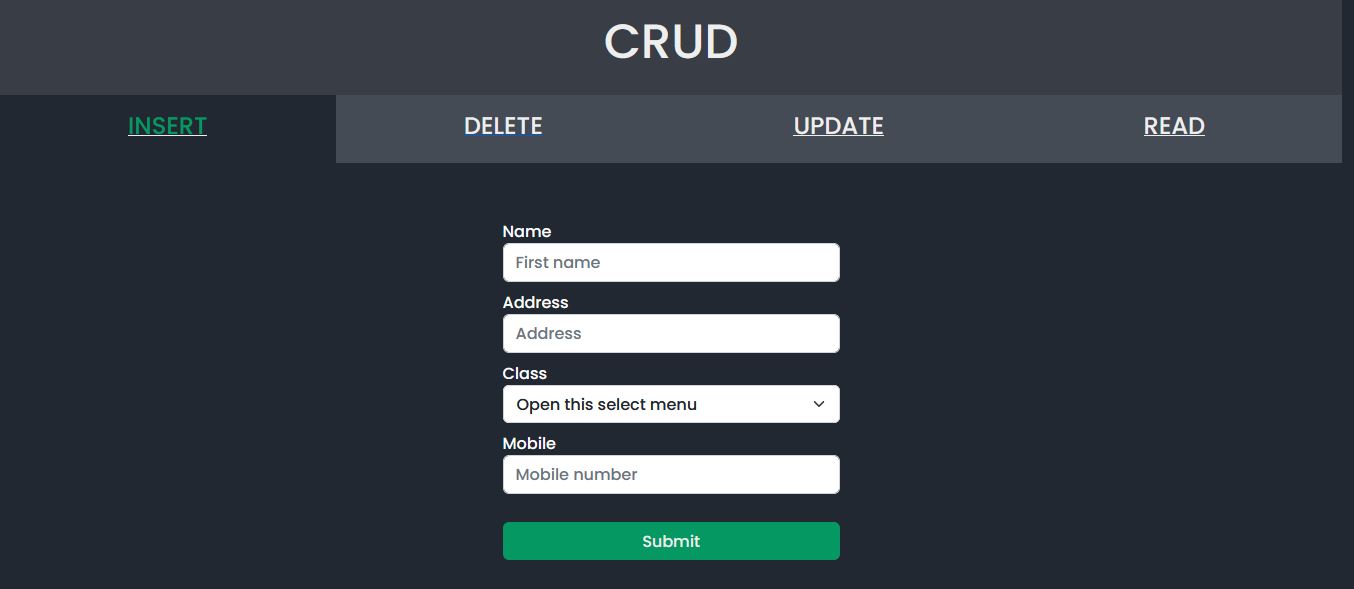 CRUD
INSERT DELETE UPDATE READ
Name
First name
Address
Address
Class
Open this select menu
Mobile
Mobile number
Submit